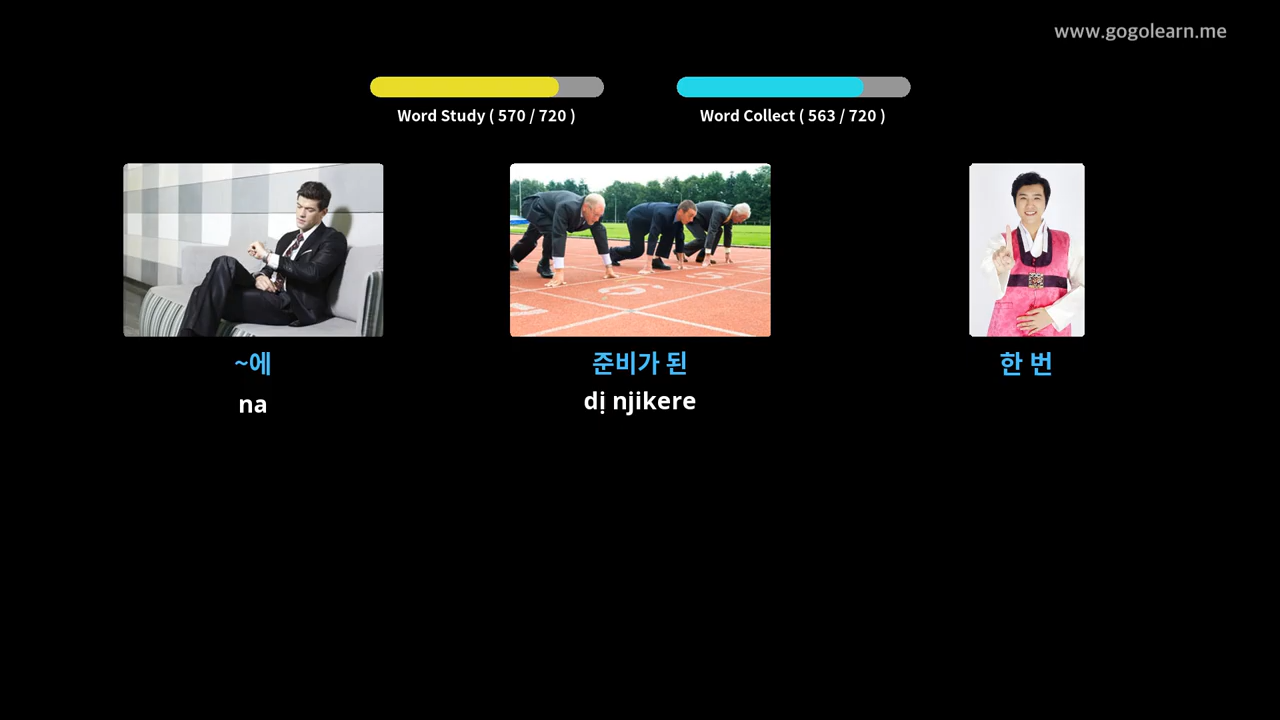 www.gogolearn.me
Word Study ( 570 / 720 )
Word Collect ( 563 / 720 )
~에
준비가 된
한 번
na
dị njikere